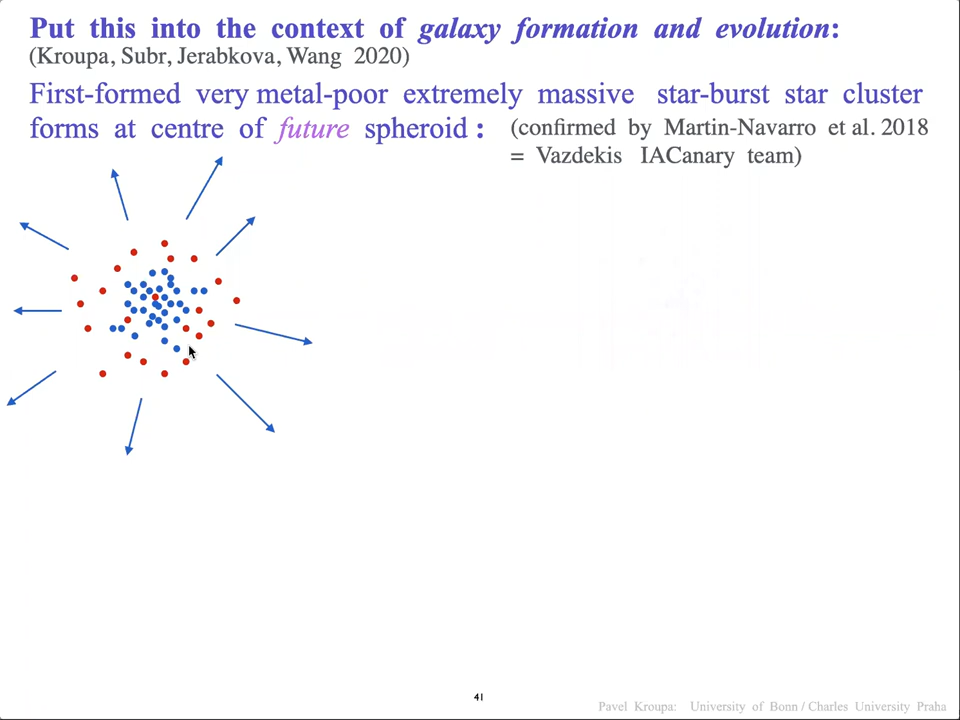 Put this into the context of galaxy formation and evolution:
(Kroupa, Subr, Jerabkova, Wang 2020)
First-formed very metal-poor extremely massive star-burst star cluster
forms at centre of future spheroid :
(confirmed by Martin-Navarro et al. 2018
= Vazdekis IACanary team)
41
Pavel Kroupa: University of Bonn / Charles University Praha